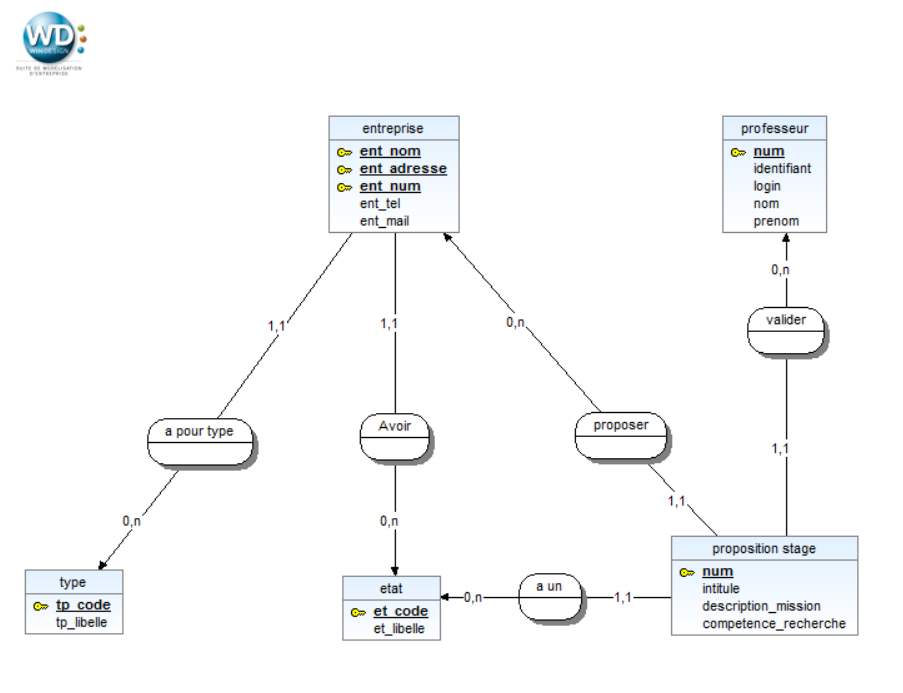 WD
WIN DESIGN
SUITE DE MODÉLISATION
D'ENTREPRISE
entreprise
ent_nom
ent_adresse
ent_num
ent_tel
ent_mail
professeur
num
identifiant
login
nom
prenom
0,n
valider
1,1
1,1
1,1
0,n
a pour type
Avoir
proposer
0,n
0,n
1,1
type
tp_code
tp_libelle
etat
et_code
et_libelle
0,n
a un
1,1
proposition stage
num
intitule
description_mission
competence_recherche